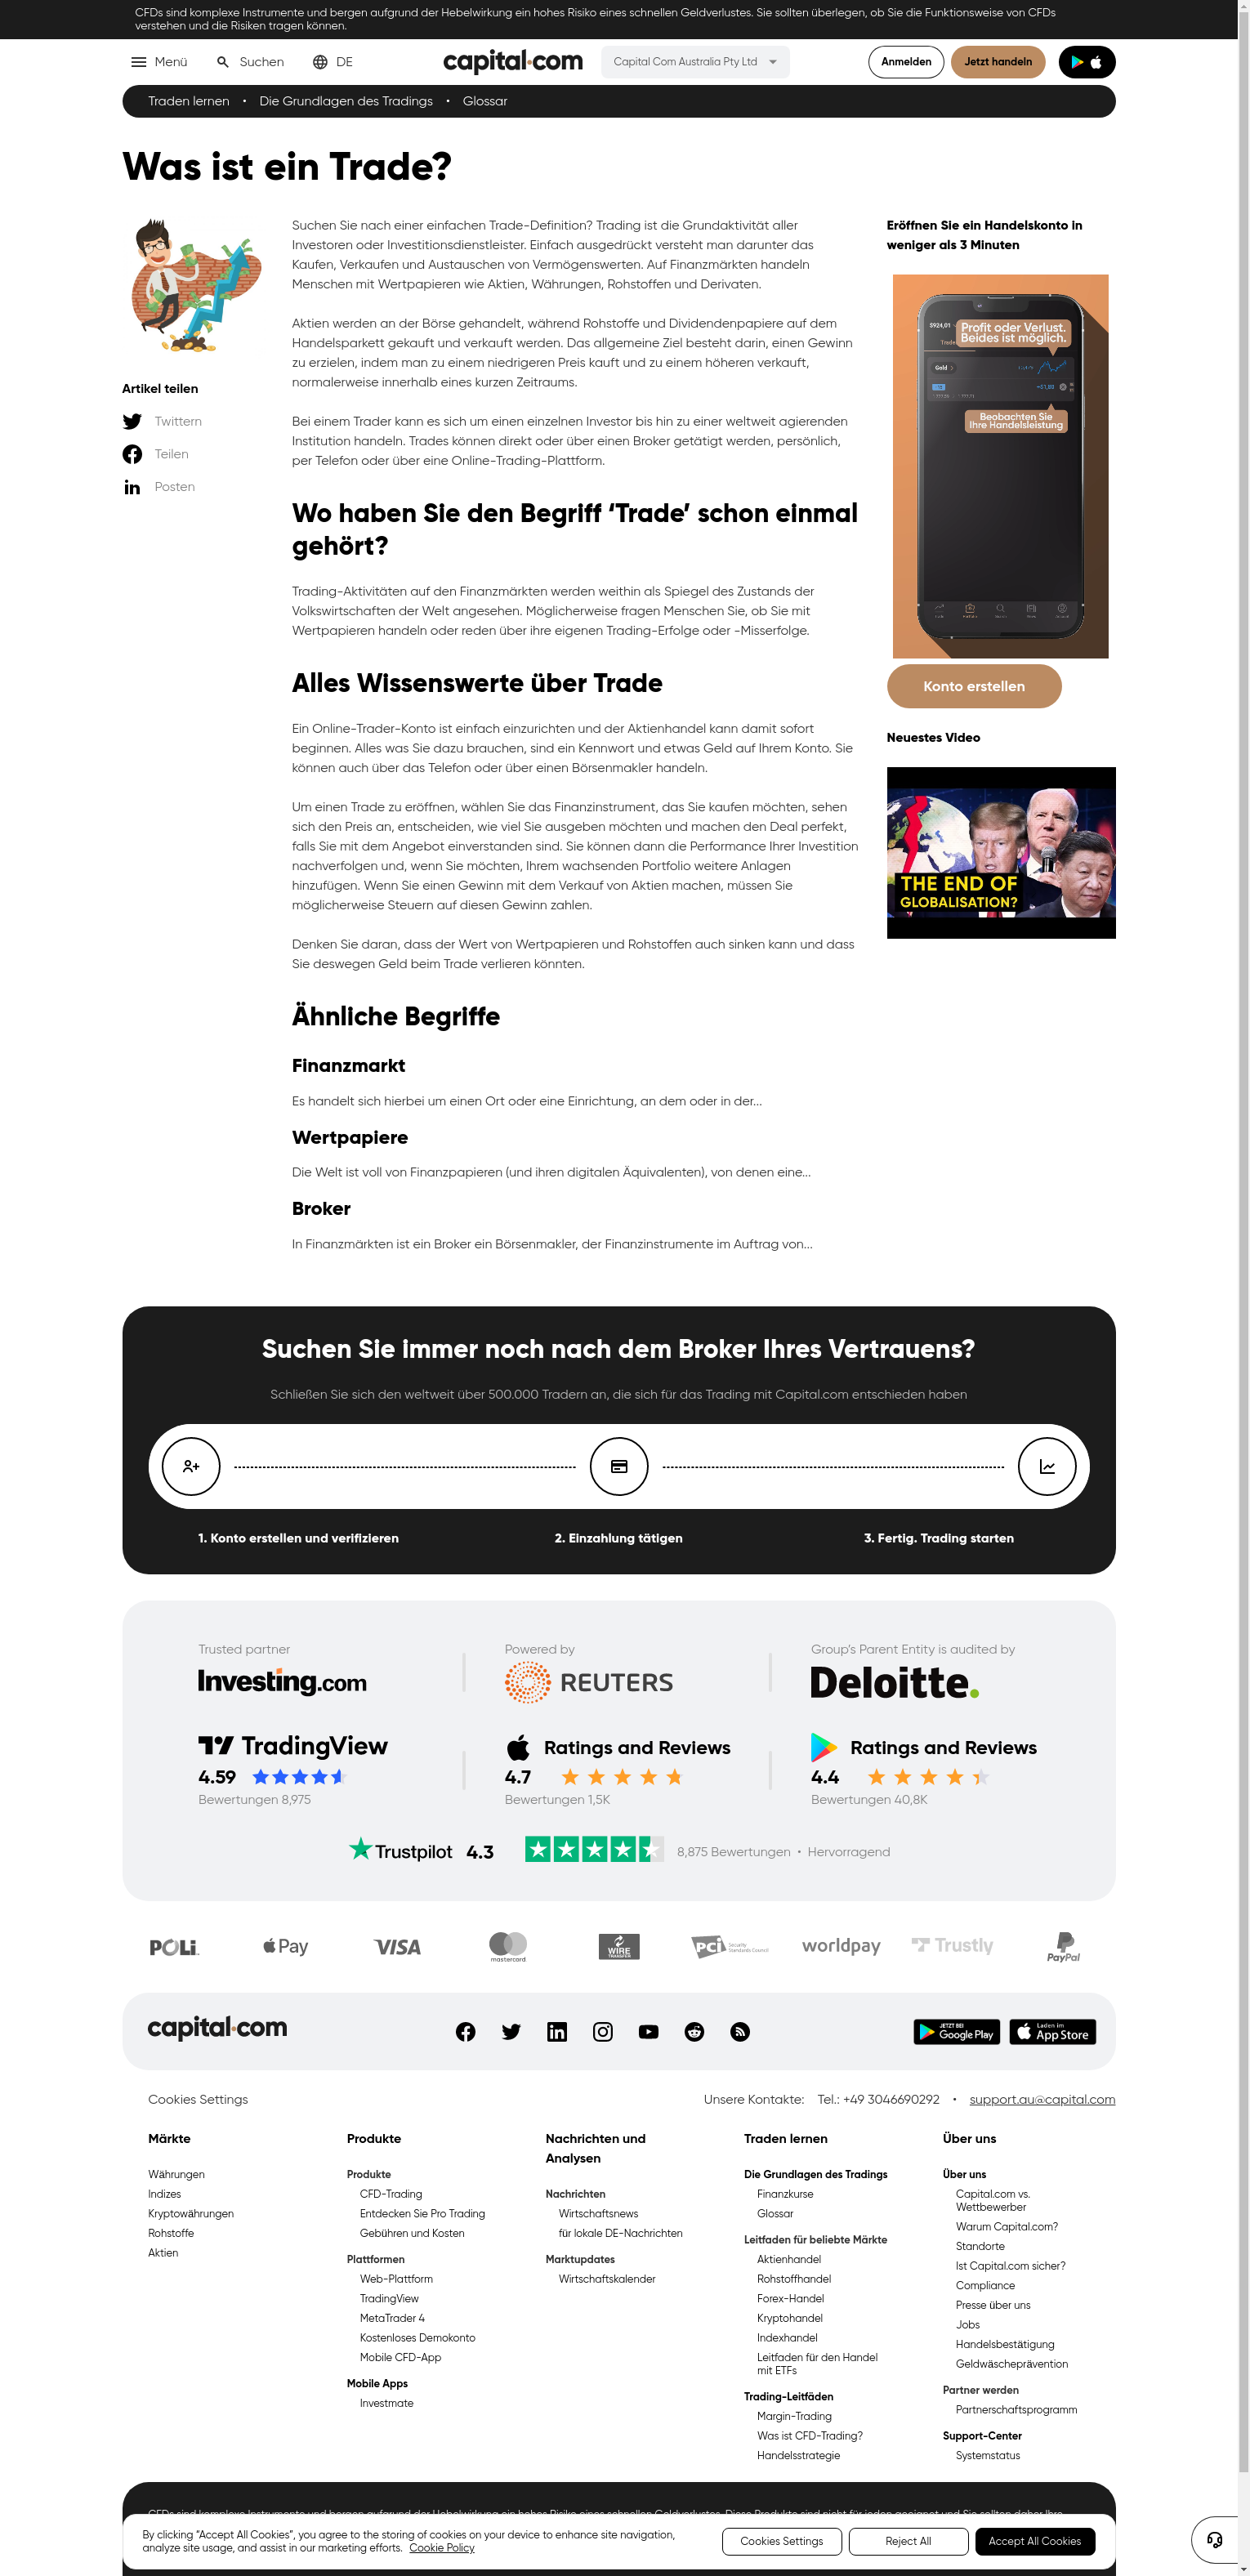 CFDs sind komplexe Instrumente und bergen aufgrund der Hebelwirkung ein hohes Risiko eines schnellen Geldverlustes. Sie sollten überlegen, ob Sie die Funktionsweise von CFDs
verstehen und die Risiken tragen können.
Menü
Suchen
DE
capital.com
Capital Com Australia Pty Ltd
Anmelden
Jetzt handeln
Traden lernen • Die Grundlagen des Tradings • Glossar
Was ist ein Trade?
Artikel teilen
Twittern
Teilen
Posten
Suchen Sie nach einer einfachen Trade-Definition? Trading ist die Grundaktivität aller
Investoren oder Investitionsdienstleister. Einfach ausgedrückt versteht man darunter das
Kaufen, Verkaufen und Austauschen von Vermögenswerten. Auf Finanzmärkten handeln
Menschen mit Wertpapieren wie Aktien, Währungen, Rohstoffen und Derivaten.
Aktien werden an der Börse gehandelt, während Rohstoffe und Dividendenpapiere auf dem
Handelsparket gekauft und verkauft werden. Das allgemeine Ziel besteht darin, einen Gewinn
zu erzielen, indem man zu einem niedrigeren Preis kauft und zu einem höheren verkauft,
normalerweise innerhalb eines kurzen Zeitraums.
Bei einem Trader kann es sich um einen einzelnen Investor bis hin zu einer weltweit agierenden
Institution handeln. Trades können direkt oder über einen Broker getätigt werden, persönlich,
per Telefon oder über eine Online-Trading-Plattform.
Wo haben Sie den Begriff ‘Trade’ schon einmal
gehört?
Trading-Aktivitäten auf den Finanzmärkten werden weithin als Spiegel des Zustands der
Volkswirtschaften der Welt angesehen. Möglicherweise fragen Menschen Sie, ob Sie mit
Wertpapieren handeln oder reden über ihre eigenen Trading-Erfolge oder -Misserfolge.
Alles Wissenswerte über Trade
Ein Online-Trader-Konto ist einfach einzurichten und der Aktienhandel kann damit sofort
beginnen. Alles was Sie dazu brauchen, sind ein Kennwort und etwas Geld auf Ihrem Konto. Sie
können auch über das Telefon oder über einen Börsenmakler handeln.
Um einen Trade zu eröffnen, wählen Sie das Finanzinstrument, das Sie kaufen möchten, sehen
sich den Preis an, entscheiden, wie viel Sie ausgeben möchten und machen den Deal perfekt,
falls Sie mit dem Angebot einverstanden sind. Sie können dann die Performance Ihrer Investition
nachverfolgen und, wenn Sie möchten, Ihrem wachsenden Portfolio weitere Anlagen
hinzufügen. Wenn Sie einen Gewinn mit dem Verkauf von Aktien machen, müssen Sie
möglicherweise Steuern auf diesen Gewinn zahlen.
Denken Sie daran, dass der Wert von Wertpapieren und Rohstoffen auch sinken kann und dass
Sie deswegen Geld beim Trade verlieren könnten.
Ähnliche Begriffe
Finanzmarkt
Es handelt sich hierbei um einen Ort oder eine Einrichtung, an dem oder in der...
Wertpapiere
Die Welt ist voll von Finanzpapieren (und ihren digitalen Äquivalenten), von denen eine...
Broker
In Finanzmärkten ist ein Broker ein Börsenmakler, der Finanzinstrumente im Auftrag von...
Eröffnen Sie ein Handelskonto in
weniger als 3 Minuten
$924,01
Profit oder Verlust.
Beides ist möglich.
Gold
Beobachten Sie
Ihre Handelsleistung
Konto erstellen
Neuestes Video
THE END OF
GLOBALISATION?
Suchen Sie immer noch nach dem Broker Ihres Vertrauens?
Schließen Sie sich den weltweit über 500.000 Tradern an, die sich für das Trading mit Capital.com entschieden haben
1. Konto erstellen und verifizieren
2. Einzahlung tätigen
3. Fertig. Trading starten
Trusted partner
Investing.com
Powered by
REUTERS
Group’s Parent Entity is audited by
Deloitte.
TradingView
4.59
Bewertungen 8,975
Ratings and Reviews
4.7
Bewertungen 1,5K
Ratings and Reviews
4.4
Bewertungen 40,8K
Trustpilot 4.3
8,875 Bewertungen • Hervorragend
POLi
Pay
VISA
mastercard
WIRE
TRANSFER
PCI Security
Standards Council
worldpay
Trustly
PayPal
capital.com
JETZT BEI
Google Play
Laden im
App Store
Cookies Settings
Unsere Kontakte: Tel.: +49 3046690292 • support.au@capital.com
Märkte
Währungen
Indizes
Kryptowährungen
Rohstoffe
Aktien
Produkte
Produkte
CFD-Trading
Entdecken Sie Pro Trading
Gebühren und Kosten
Plattformen
Web-Plattform
TradingView
MetaTrader 4
Kostenloses Demokonto
Mobile CFD-App
Mobile Apps
Investmate
Nachrichten und
Analysen
Nachrichten
Wirtschaftsnews
für lokale DE-Nachrichten
Marktupdates
Wirtschaftskalender
Traden lernen
Die Grundlagen des Tradings
Finanzkurse
Glossar
Leitfaden für beliebte Märkte
Aktienhandel
Rohstoffhandel
Forex-Handel
Kryptohandel
Indexhandel
Leitfaden für den Handel
mit ETFs
Trading-Leitfäden
Margin-Trading
Was ist CFD-Trading?
Handelsstrategie
Über uns
Über uns
Capital.com vs.
Wettbewerber
Warum Capital.com?
Standorte
Ist Capital.com sicher?
Compliance
Presse über uns
Jobs
Handelsbestätigung
Geldwäscheprävention
Partner werden
Partnerschaftsprogramm
Support-Center
Systemstatus
By clicking “Accept All Cookies”, you agree to the storing of cookies on your device to enhance site navigation,
analyze site usage, and assist in our marketing efforts. Cookie Policy
Cookies Settings
Reject All
Accept All Cookies